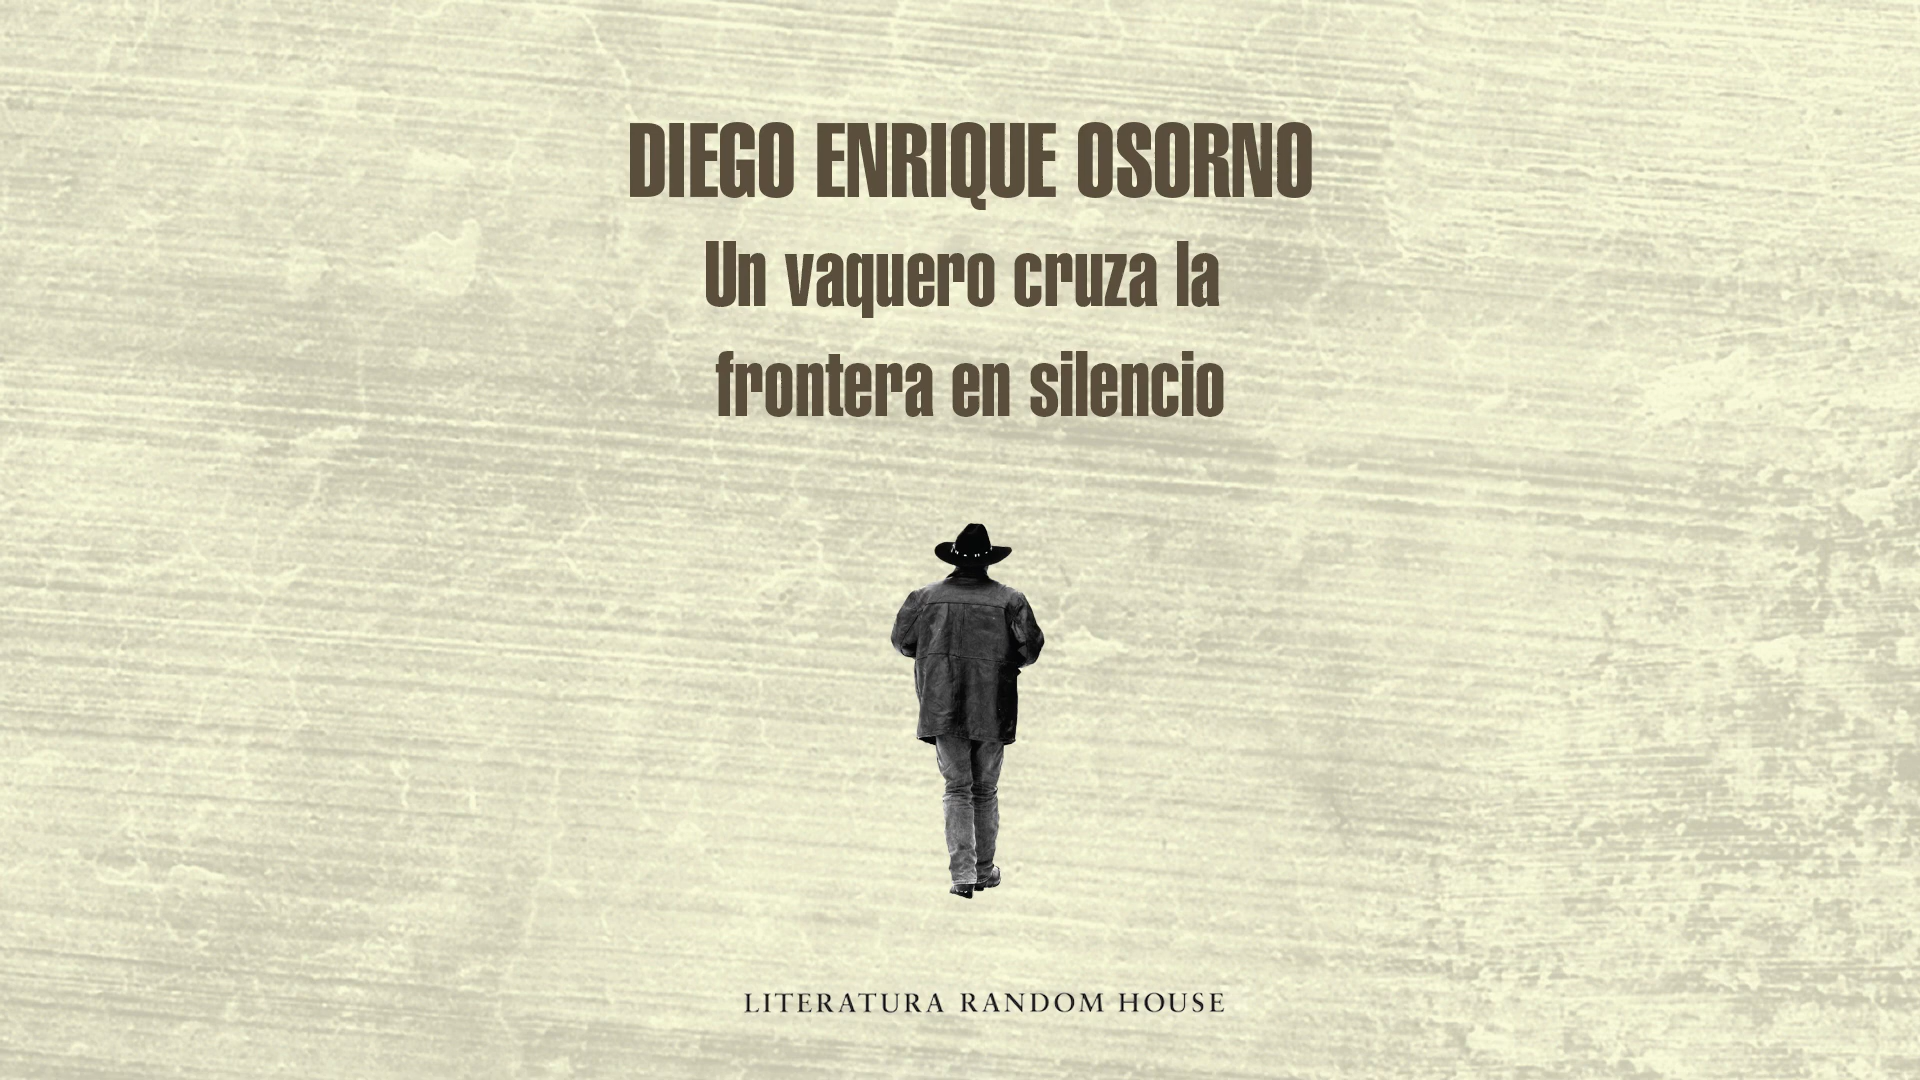 DIEGO ENRIQUE OSORNO
Un vaquero cruza la
frontera en silencio
LITERATURA RANDOM HOUSE